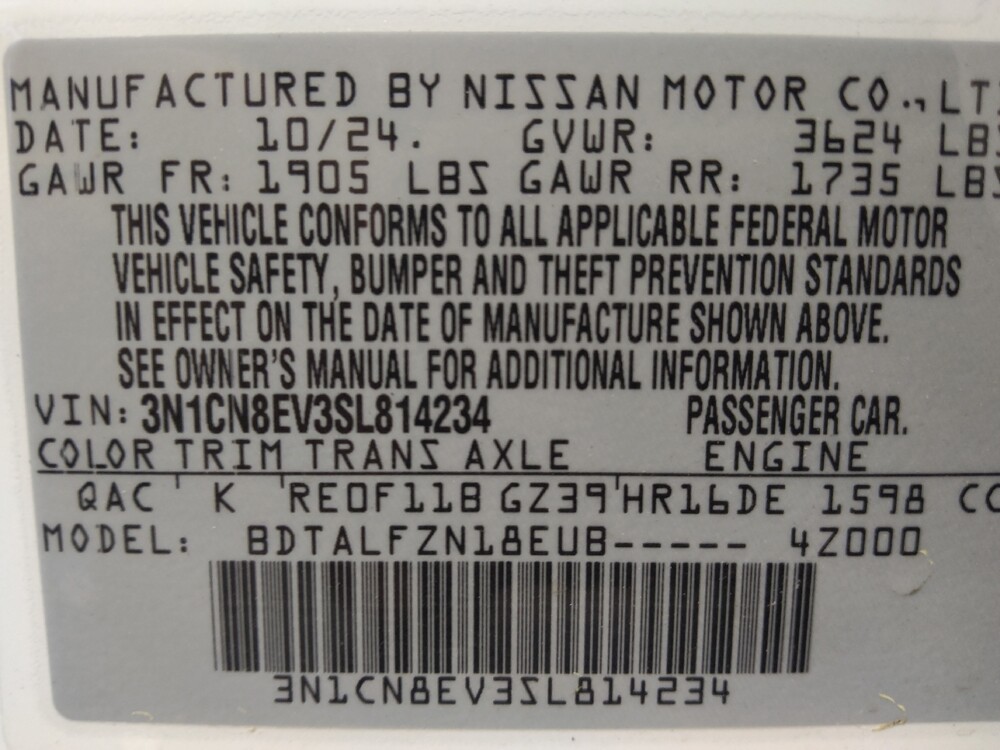 MANUFACTURED BY NISSAN MOTOR CO., LT
DATE: 10/24. GVWR: 3624 LBS
GAWR FR: 1905 LBS GAWR RR: 1735 LBS
THIS VEHICLE CONFORMS TO ALL APPLICABLE FEDERAL MOTOR
VEHICLE SAFETY, BUMPER AND THEFT PREVENTION STANDARDS
IN EFFECT ON THE DATE OF MANUFACTURE SHOWN ABOVE.
SEE OWNER'S MANUAL FOR ADDITIONAL INFORMATION.
VIN: 3N1CN8EV3SL814234 PASSENGER CAR.
COLOR TRIM TRANS AXLE ENGINE
QAC K RE0F11B GZ39 HR16DE 1598 CC
MODEL: BDTALFZN18EUB----- 4Z000
3N1CN8EV3SL814234